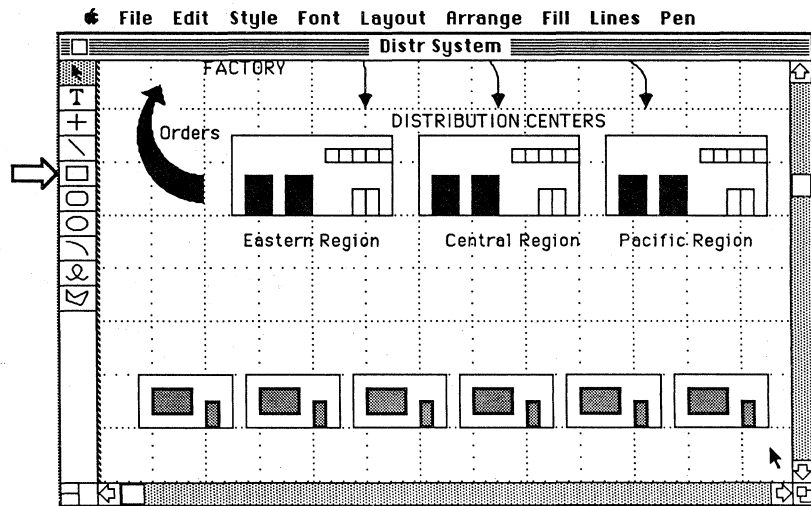 File Edit Style Font Layout Arrange Fill Lines Pen
Distr System
FACTORY
T
DISTRIBUTION CENTERS
Orders
Eastern Region Central Region Pacific Region